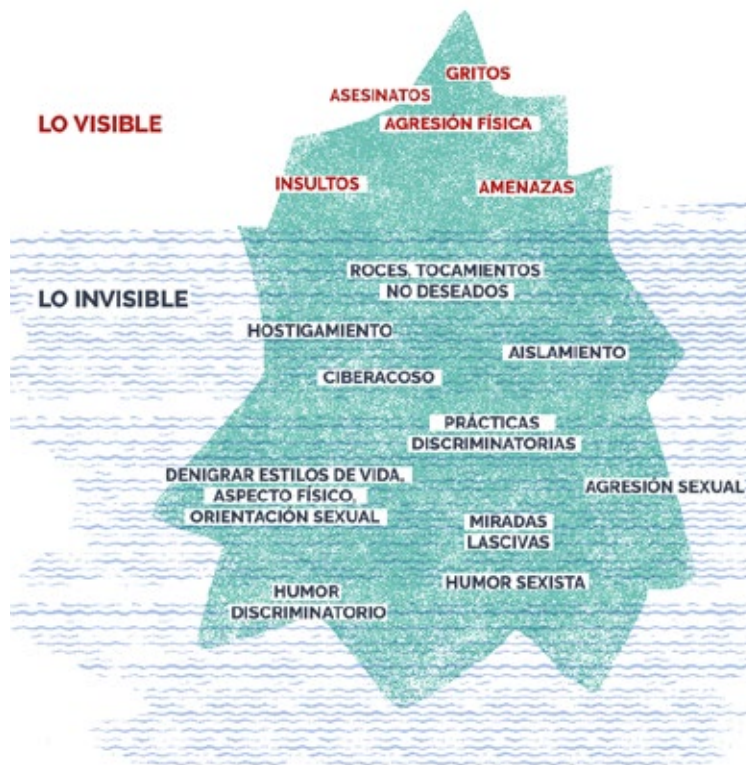 GRITOS
ASESINATOS
LO VISIBLE
AGRESIÓN FÍSICA
INSULTOS
AMENAZAS
ROCES, TOCAMIENTOS
NO DESEADOS
LO INVISIBLE
HOSTIGAMIENTO
AISLAMIENTO
CIBERACOSO
PRÁCTICAS
DISCRIMINATORIAS
DENIGRAR ESTILOS DE VIDA,
ASPECTO FÍSICO,
ORIENTACIÓN SEXUAL
AGRESIÓN SEXUAL
MIRADAS
LASCIVAS
HUMOR SEXISTA
HUMOR
DISCRIMINATORIO